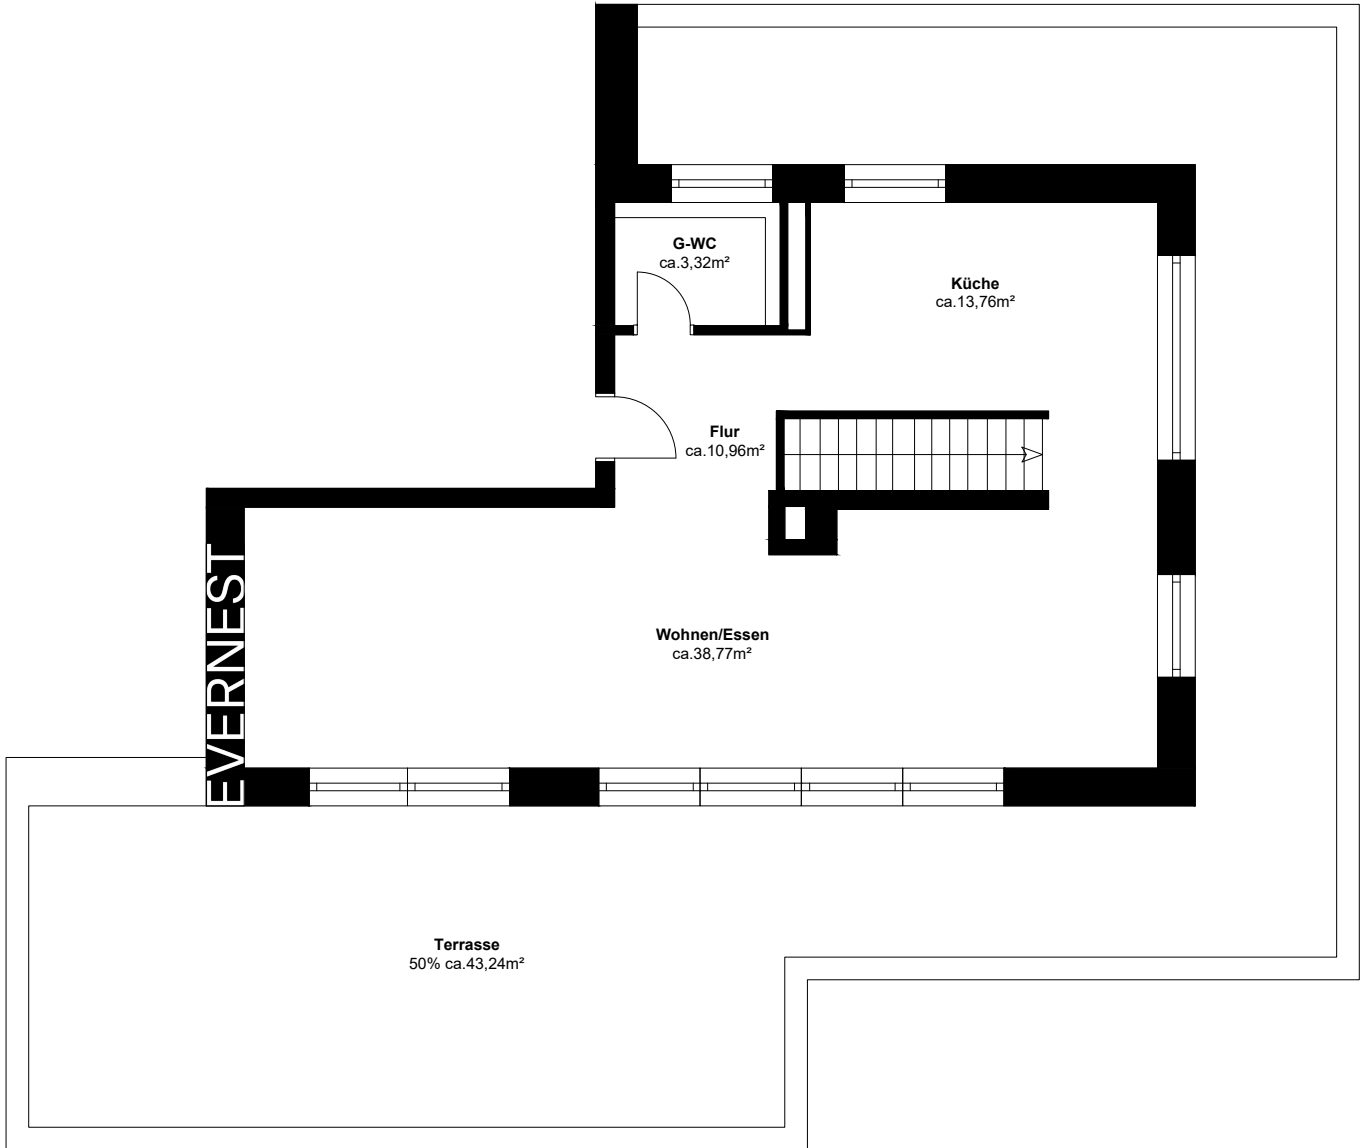 G-WC
ca.3,32m²
Küche
ca.13,76m²
Flur
ca.10,96m²
EVERNEST
Wohnen/Essen
ca.38,77m²
Terrasse
50% ca.43,24m²